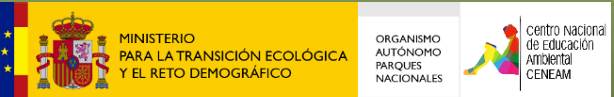 MINISTERIO
PARA LA TRANSICIÓN ECOLÓGICA
Y EL RETO DEMOGRÁFICO
ORGANISMO
AUTÓNOMO
PARQUES
NACIONALES
Centro Nacional
de Educación
Ambiental
CENEAM